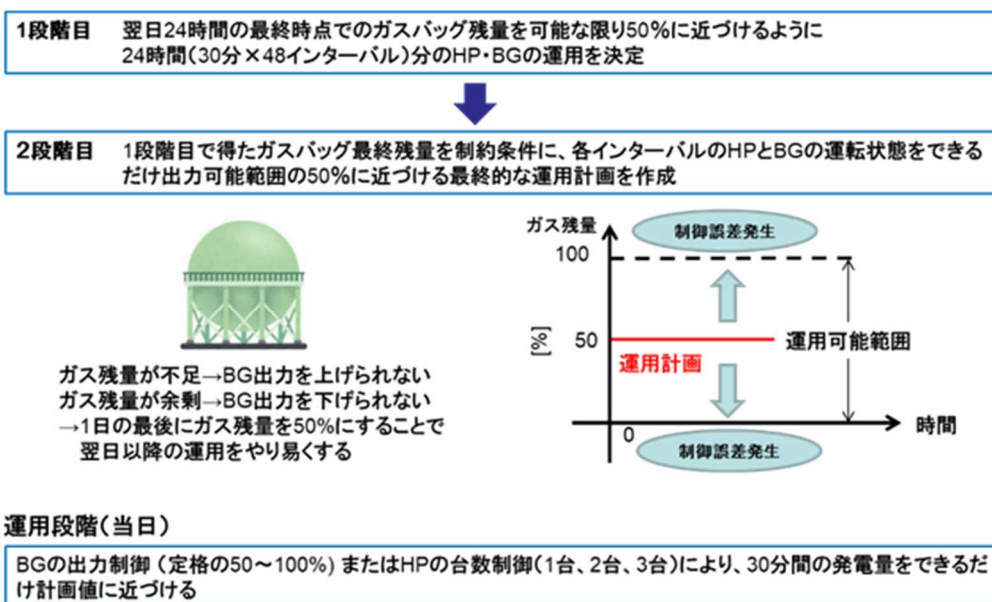 1段階目 翌日24時間の最終時点でのガスバッグ残量を可能な限り50%に近づけるように
24時間(30分×48インターバル)分のHP・BGの運用を決定
2段階目 1段階目で得たガスバッグ最終残量を制約条件に、各インターバルのHPとBGの運転状態をできる
だけ出力可能範囲の50%に近づける最終的な運用計画を作成
ガス残量が不足→BG出力を上げられない
ガス残量が余剰→BG出力を下げられない
→1日の最後にガス残量を50%にすることで
翌日以降の運用をやり易くする
ガス残量
制御誤差発生
100
[%]
50
運用計画
運用可能範囲
0
時間
制御誤差発生
運用段階(当日)
BGの出力制御 (定格の50～100%) またはHPの台数制御(1台、2台、3台)により、30分間の発電量をできるだ
け計画値に近づける